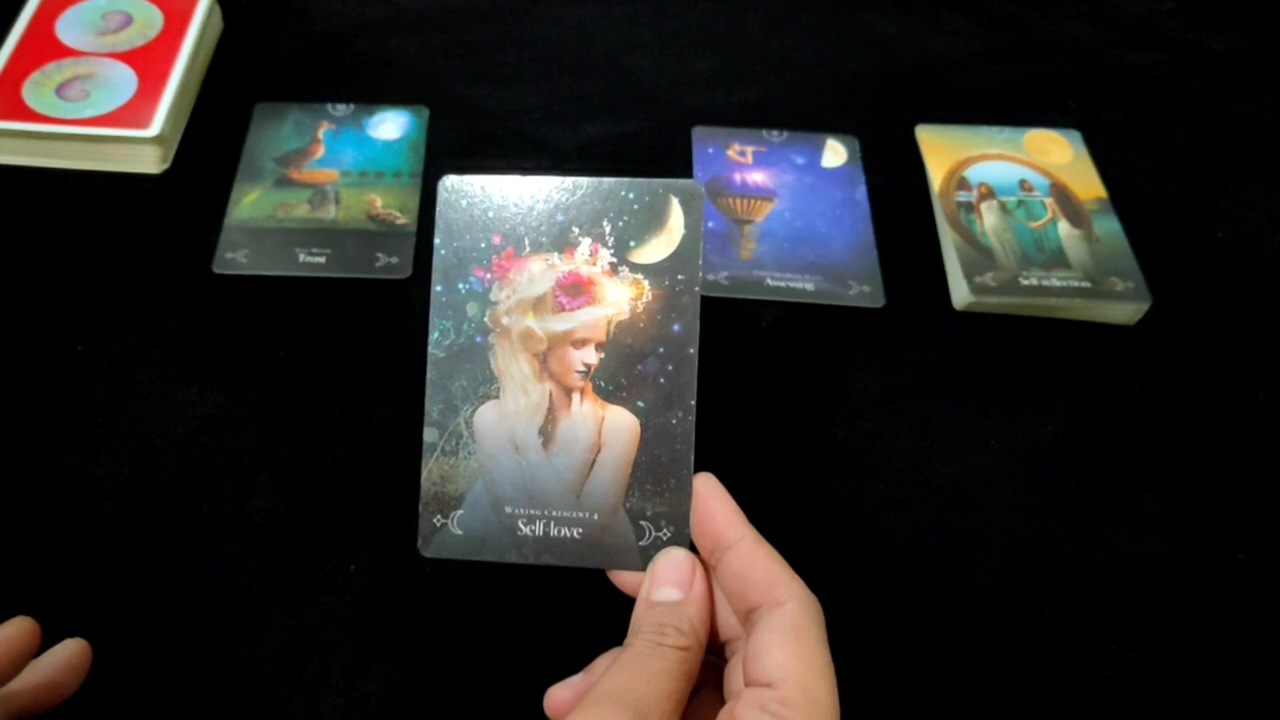 Trust
Assessing
Self-reflection
WAXING CRESCENT 4
Self-love